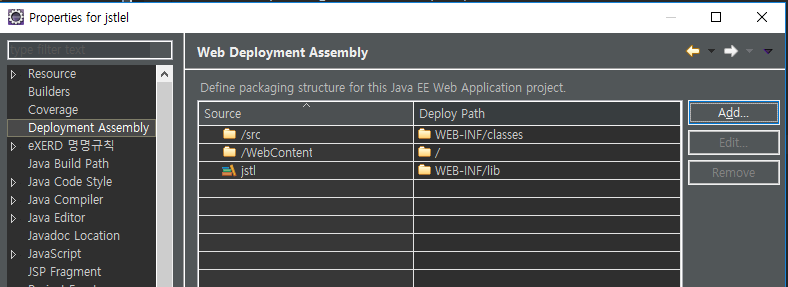 Properties for jstlel
type filter text
Web Deployment Assembly
Resource
Builders
Coverage
Deployment Assembly
eXERD 명명규칙
Java Build Path
Java Code Style
Java Compiler
Java Editor
Javadoc Location
JavaScript
JSP Fragment
Define packaging structure for this Java EE Web Application project.
Source Deploy Path
/src WEB-INF/classes
/WebContent /
jstl WEB-INF/lib
Add...
Edit...
Remove